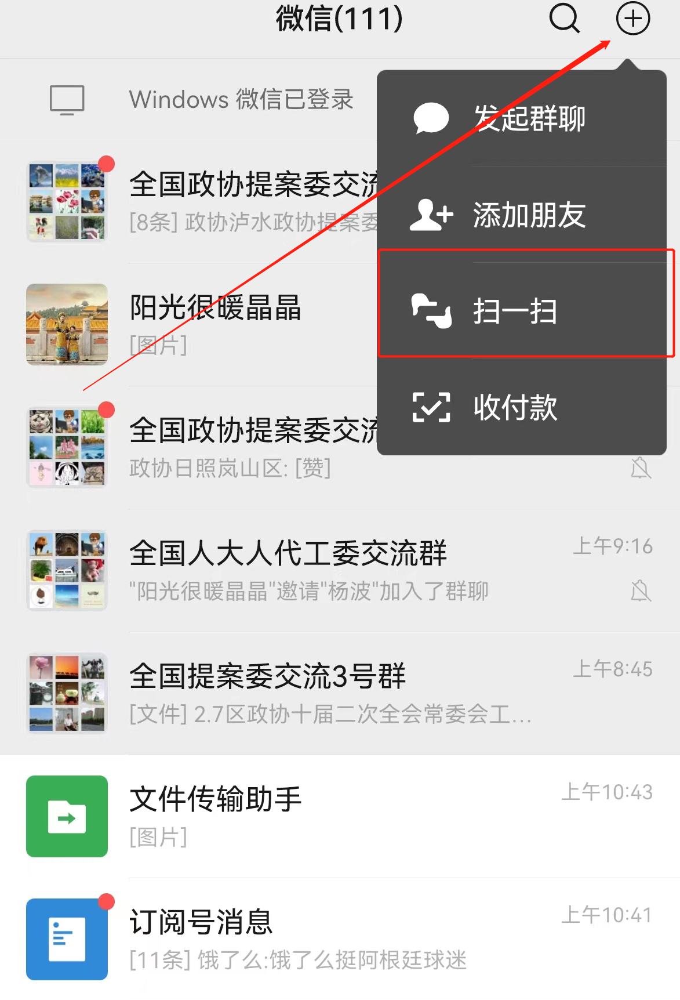 微信(111)
Windows 微信已登录
发起群聊
添加朋友
扫一扫
收付款
全国政协提案委交流
[8条] 政协泸水政协提案委
阳光很暖晶晶
[图片]
全国政协提案委交流
政协日照岚山区: [赞]
全国人大人代工委交流群
上午9:16
"阳光很暖晶晶"邀请"杨波"加入了群聊
全国提案委交流3号群
上午8:45
[文件] 2.7区政协十届二次全会常委会工...
文件传输助手
上午10:43
[图片]
订阅号消息
上午10:41
[11条] 饿了么:饿了么挺阿根廷球迷